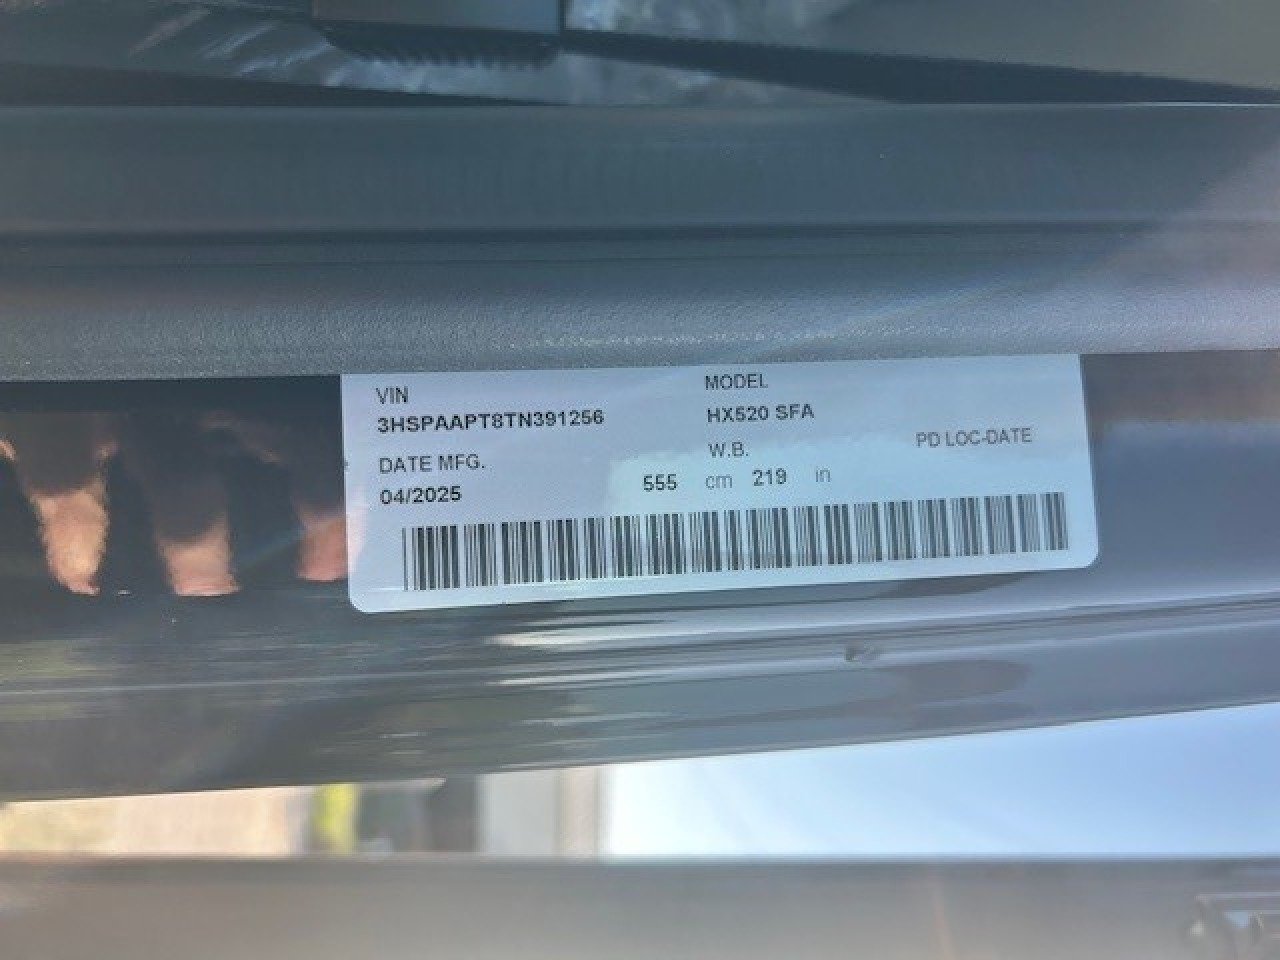 VIN
3HSPAAPT8TN391256
MODEL
HX520 SFA
DATE MFG.
04/2025
W.B.
555 cm 219 in
PD LOC-DATE